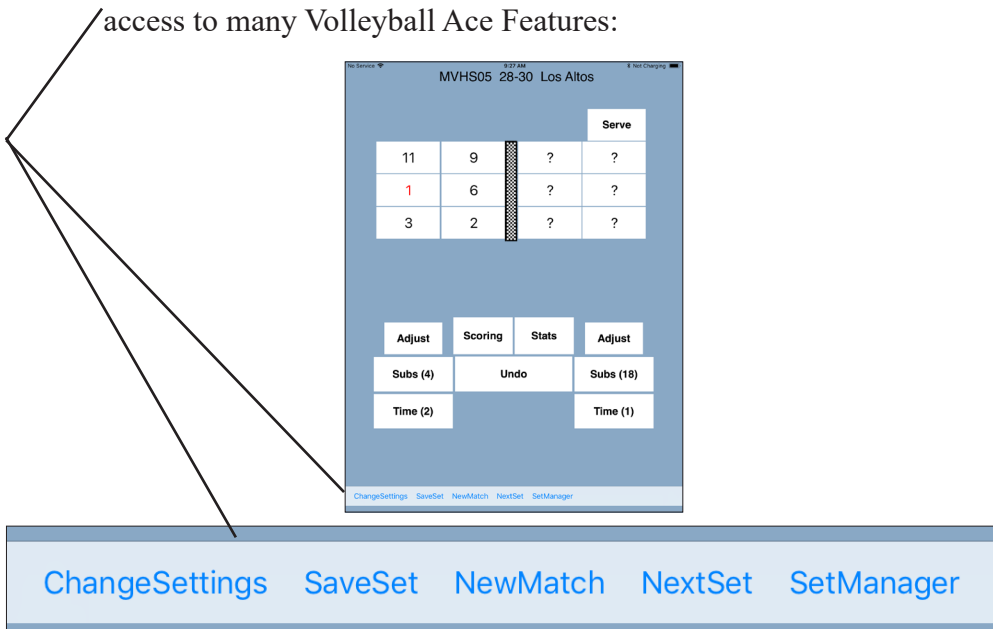 access to many Volleyball Ace Features:
No Service 9:27 AM Not Charging
MVHS05 28-30 Los Altos
Serve
11 9 ? ?
1 6 ? ?
3 2 ? ?
Adjust Scoring Stats Adjust
Subs (4) Undo Subs (18)
Time (2) Time (1)
ChangeSettings SaveSet NewMatch NextSet SetManager
ChangeSettings SaveSet NewMatch NextSet SetManager